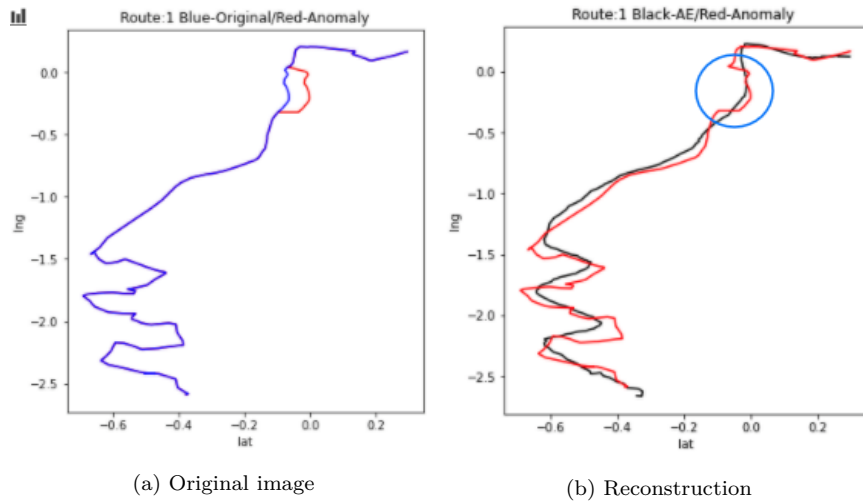 Route:1 Blue-Original/Red-Anomaly
0.0
−0.5
−1.0
−1.5
−2.0
−2.5
lng
−0.6 −0.4 −0.2 0.0 0.2
lat
(a) Original image
Route:1 Black-AE/Red-Anomaly
0.0
−0.5
−1.0
−1.5
−2.0
−2.5
lng
−0.6 −0.4 −0.2 0.0 0.2
lat
(b) Reconstruction